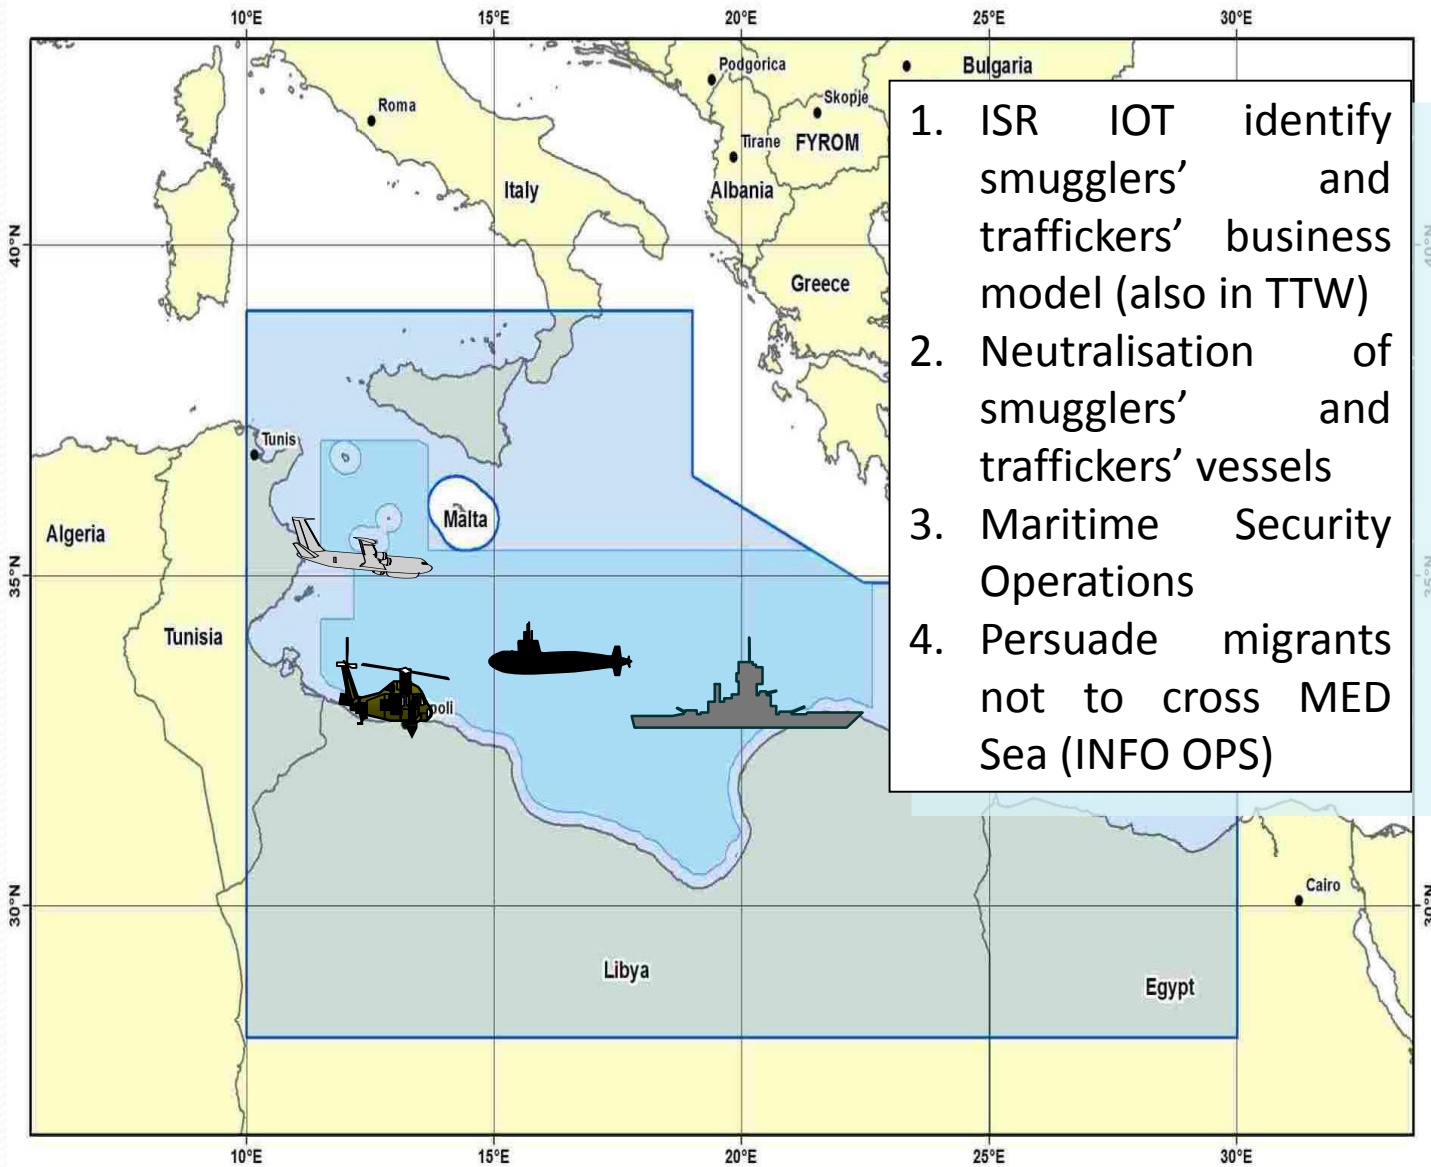 10°E 15°E 20°E 25°E 30°E
Podgorica
Bulgaria
Roma
Skopje
Tirane
FYROM
Italy
Albania
40°N
40°N
Greece
1. ISR IOT identify
smugglers’ and
traffickers’ business
model (also in TTW)
2. Neutralisation of
smugglers’ and
traffickers’ vessels
3. Maritime Security
Operations
4. Persuade migrants
not to cross MED
Sea (INFO OPS)
Tunis
Malta
Algeria
35°N
35°N
Tunisia
poli
Cairo
30°N
30°N
Libya
Egypt
10°E 15°E 20°E 25°E 30°E